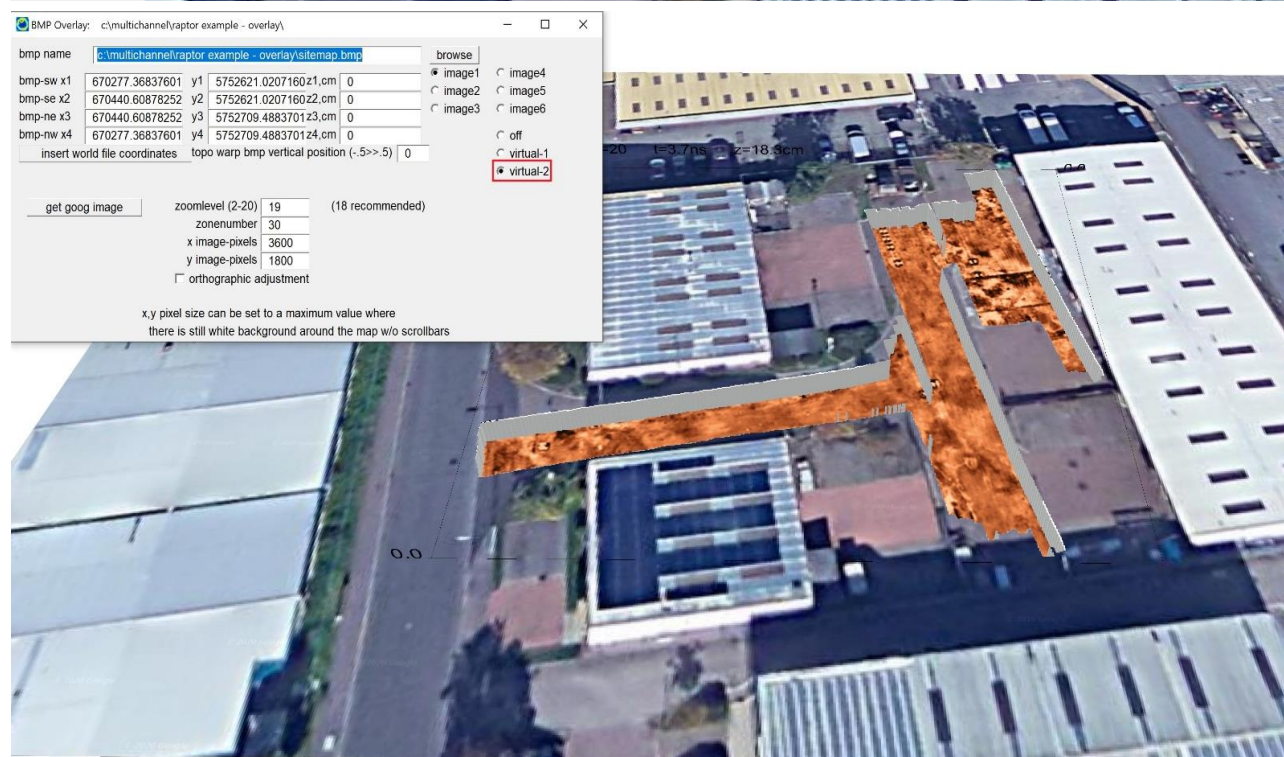 BMP Overlay: c:\multichannel\raptor example - overlay\
bmp name c:\multichannel\raptor example - overlay\sitemap.bmp browse
bmp-sw x1 670277.36837601 y1 5752621.0207160 z1,cm 0
bmp-se x2 670440.60878252 y2 5752621.0207160 z2,cm 0
bmp-ne x3 670440.60878252 y3 5752709.4883701 z3,cm 0
bmp-nw x4 670277.36837601 y4 5752709.4883701 z4,cm 0
image1 image4
image2 image5
image3 image6
off
virtual-1
virtual-2
insert world file coordinates topo warp bmp vertical position (-.5>>.5) 0
get goog image zoomlevel (2-20) 19 (18 recommended)
zonenumber 30
x image-pixels 3600
y image-pixels 1800
orthographic adjustment
x,y pixel size can be set to a maximum value where
there is still white background around the map w/o scrollbars
=20 t=3.7ns z=18.3cm
0.0